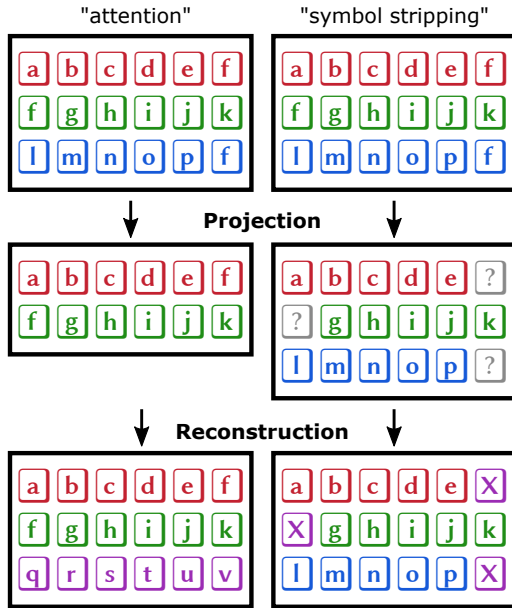 "attention" "symbol stripping"
a b c d e f a b c d e f
f g h i j k f g h i j k
l m n o p f l m n o p f
Projection
a b c d e f a b c d e ?
f g h i j k ? g h i j k
l m n o p ?
Reconstruction
a b c d e f a b c d e X
f g h i j k X g h i j k
q r s t u v l m n o p X